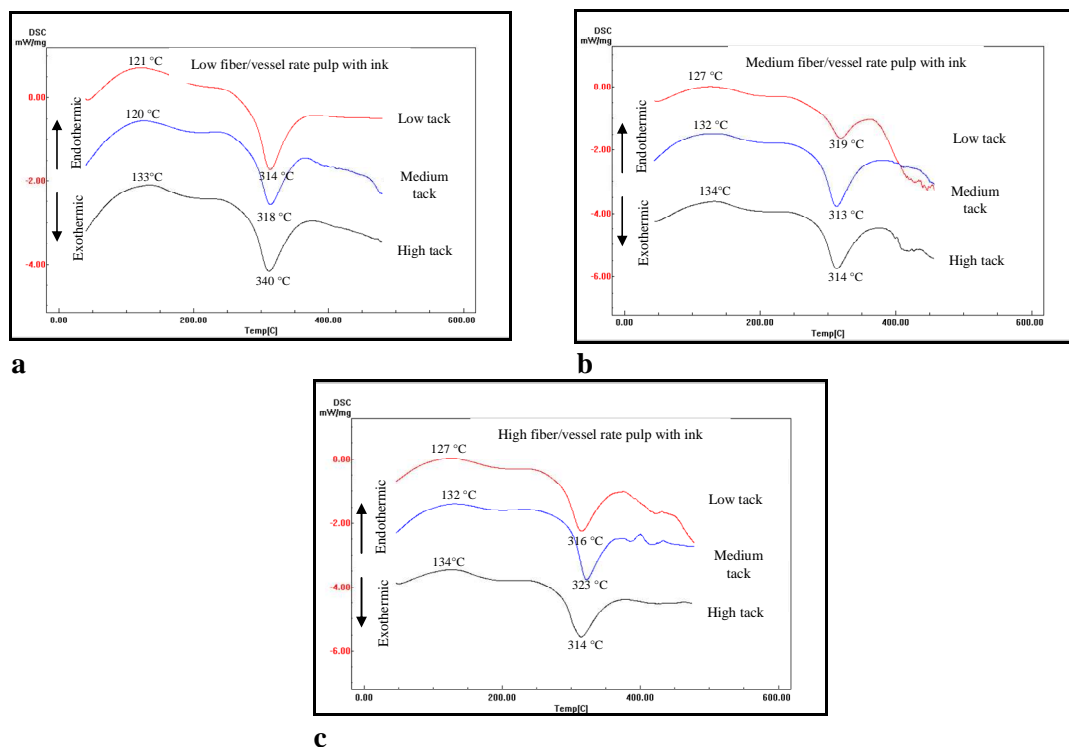 DSC
mW/mg
Low fiber/vessel rate pulp with ink
121 °C
0.00
Endothermic
120 °C
Low tack
314 °C
-2.00
Medium
tack
133°C
318 °C
Exothermic
High tack
-4.00
340 °C
0.00
200.00
400.00
600.00
Temp[C]
a
DSC
mW/mg
Medium fiber/vessel rate pulp with ink
127 °C
0.00
Endothermic
132 °C
319 °C
Low tack
-2.00
134°C
Medium
tack
313 °C
-4.00
Exothermic
High tack
314 °C
-6.00
0.00
200.00
400.00
600.00
Temp[C]
b
DSC
mW/mg
High fiber/vessel rate pulp with ink
127 °C
0.00
Endothermic
132 °C
Low tack
-2.00
316 °C
Medium
tack
134°C
323 °C
-4.00
Exothermic
High tack
314 °C
-6.00
0.00
200.00
400.00
600.00
Temp[C]
c